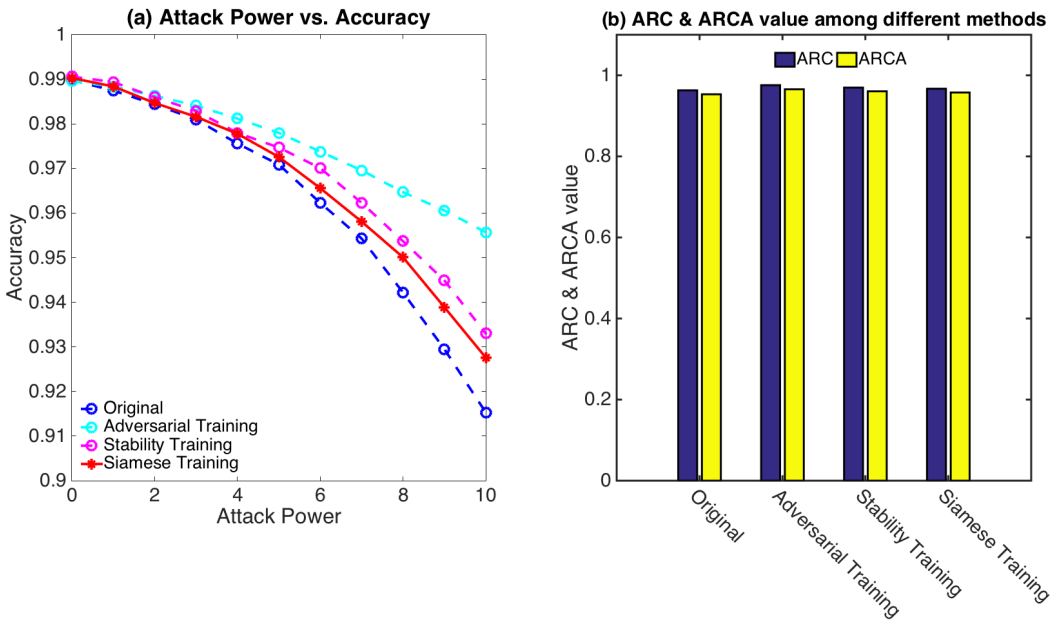 (a) Attack Power vs. Accuracy
1
0.99
0.98
0.97
0.96
0.95
0.94
0.93
0.92
0.91
0.9
Accuracy
Original
Adversarial Training
Stability Training
Siamese Training
0 2 4 6 8 10
Attack Power
(b) ARC & ARCA value among different methods
ARC ARCA
1
0.8
0.6
0.4
0.2
0
ARC & ARCA value
Original
Adversarial Training
Stability Training
Siamese Training